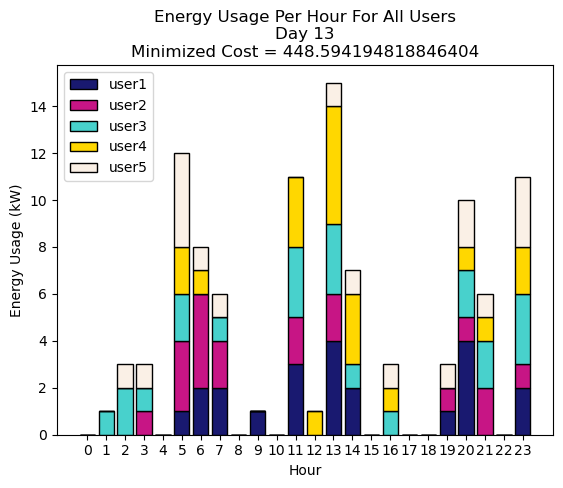 Energy Usage Per Hour For All Users
Day 13
Minimized Cost = 448.594194818846404
user1
user2
user3
user4
user5
Energy Usage (kW)
14
12
10
8
6
4
2
0
0 1 2 3 4 5 6 7 8 9 10 11 12 13 14 15 16 17 18 19 20 21 22 23
Hour